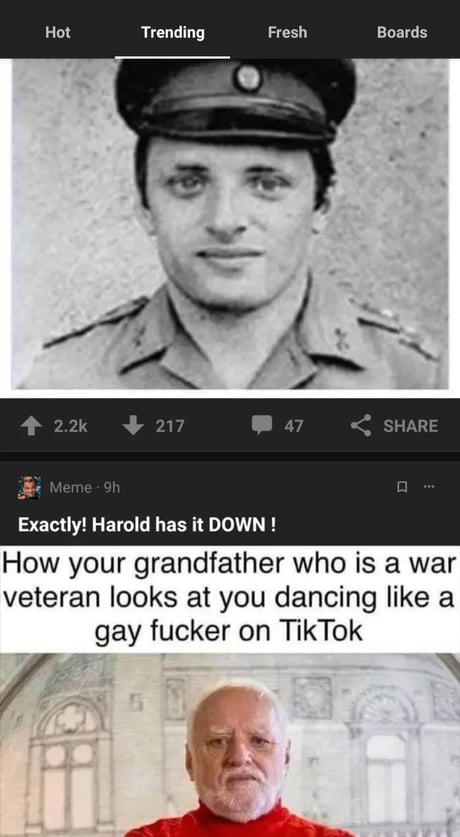 Hot Trending Fresh Boards
2.2k 217 47 SHARE
Meme · 9h
Exactly! Harold has it DOWN !
How your grandfather who is a war
veteran looks at you dancing like a
gay fucker on TikTok